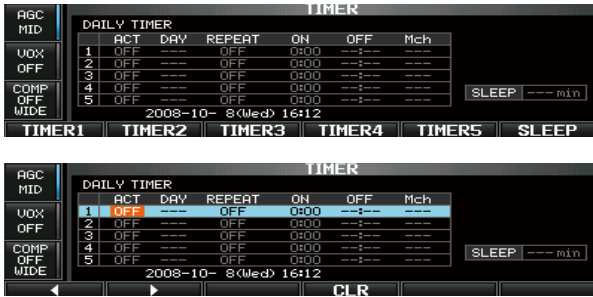 TIMER
AGC
MID
DAILY TIMER
ACT DAY REPEAT ON OFF Mch
1 OFF --- OFF 0:00 --:-- ---
VOX
OFF
2 OFF --- OFF 0:00 --:-- ---
3 OFF --- OFF 0:00 --:-- ---
4 OFF --- OFF 0:00 --:-- ---
5 OFF --- OFF 0:00 --:-- ---
SLEEP --- min
COMP
OFF
WIDE
2008-10- 8(Wed) 16:12
TIMER1 TIMER2 TIMER3 TIMER4 TIMER5 SLEEP
TIMER
AGC
MID
DAILY TIMER
ACT DAY REPEAT ON OFF Mch
1 OFF --- OFF 0:00 --:-- ---
VOX
OFF
2 OFF --- OFF 0:00 --:-- ---
3 OFF --- OFF 0:00 --:-- ---
4 OFF --- OFF 0:00 --:-- ---
5 OFF --- OFF 0:00 --:-- ---
SLEEP --- min
COMP
OFF
WIDE
2008-10- 8(Wed) 16:12
◀ ▶ CLR